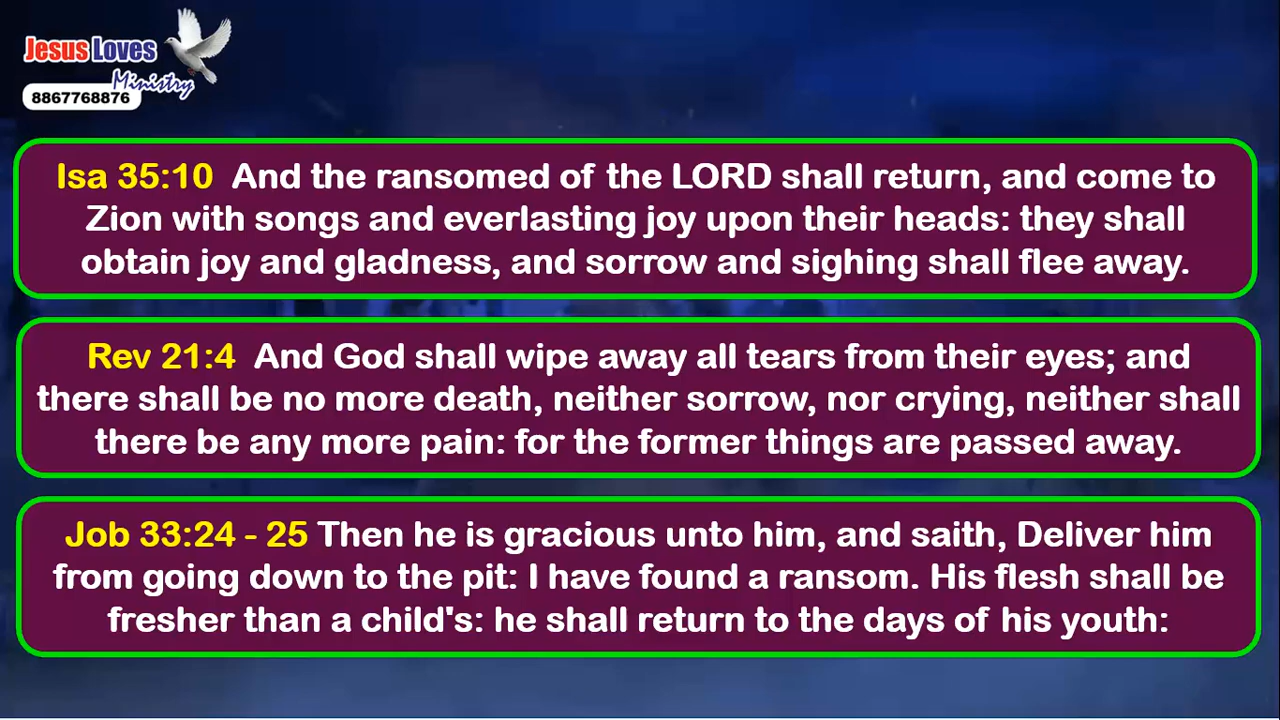 Jesus Loves
Ministry
8867768876
Isa 35:10 And the ransomed of the LORD shall return, and come to
Zion with songs and everlasting joy upon their heads: they shall
obtain joy and gladness, and sorrow and sighing shall flee away.
Rev 21:4 And God shall wipe away all tears from their eyes; and
there shall be no more death, neither sorrow, nor crying, neither shall
there be any more pain: for the former things are passed away.
Job 33:24 - 25 Then he is gracious unto him, and saith, Deliver him
from going down to the pit: I have found a ransom. His flesh shall be
fresher than a child's: he shall return to the days of his youth: